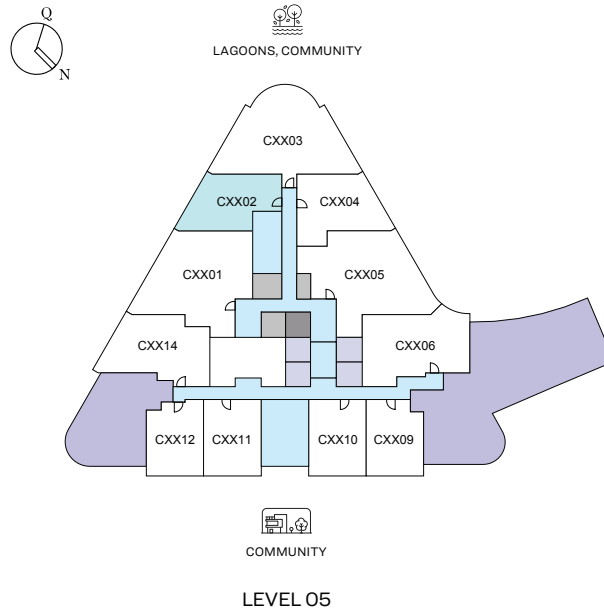 Q
N
LAGOONS, COMMUNITY
CXX03
CXX02
CXX04
CXX01
CXX05
CXX14
CXX06
CXX12
CXX11
CXX10
CXX09
COMMUNITY
LEVEL 05